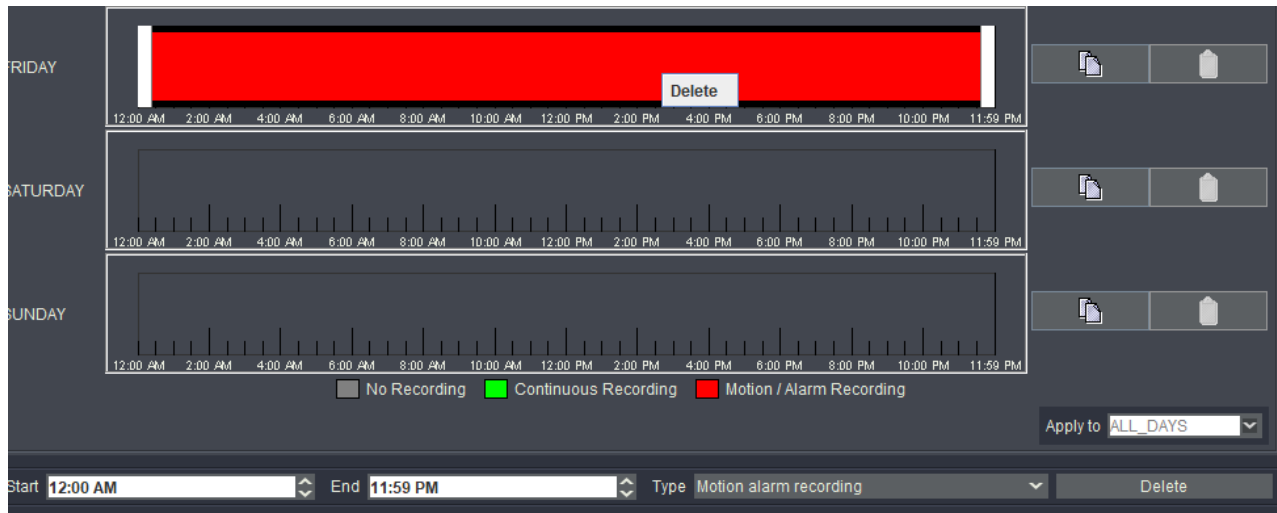 FRIDAY
Delete
12:00 AM 2:00 AM 4:00 AM 6:00 AM 8:00 AM 10:00 AM 12:00 PM 2:00 PM 4:00 PM 6:00 PM 8:00 PM 10:00 PM 11:59 PM
SATURDAY
12:00 AM 2:00 AM 4:00 AM 6:00 AM 8:00 AM 10:00 AM 12:00 PM 2:00 PM 4:00 PM 6:00 PM 8:00 PM 10:00 PM 11:59 PM
SUNDAY
12:00 AM 2:00 AM 4:00 AM 6:00 AM 8:00 AM 10:00 AM 12:00 PM 2:00 PM 4:00 PM 6:00 PM 8:00 PM 10:00 PM 11:59 PM
No Recording Continuous Recording Motion / Alarm Recording
Apply to ALL_DAYS
Start 12:00 AM End 11:59 PM Type Motion alarm recording Delete